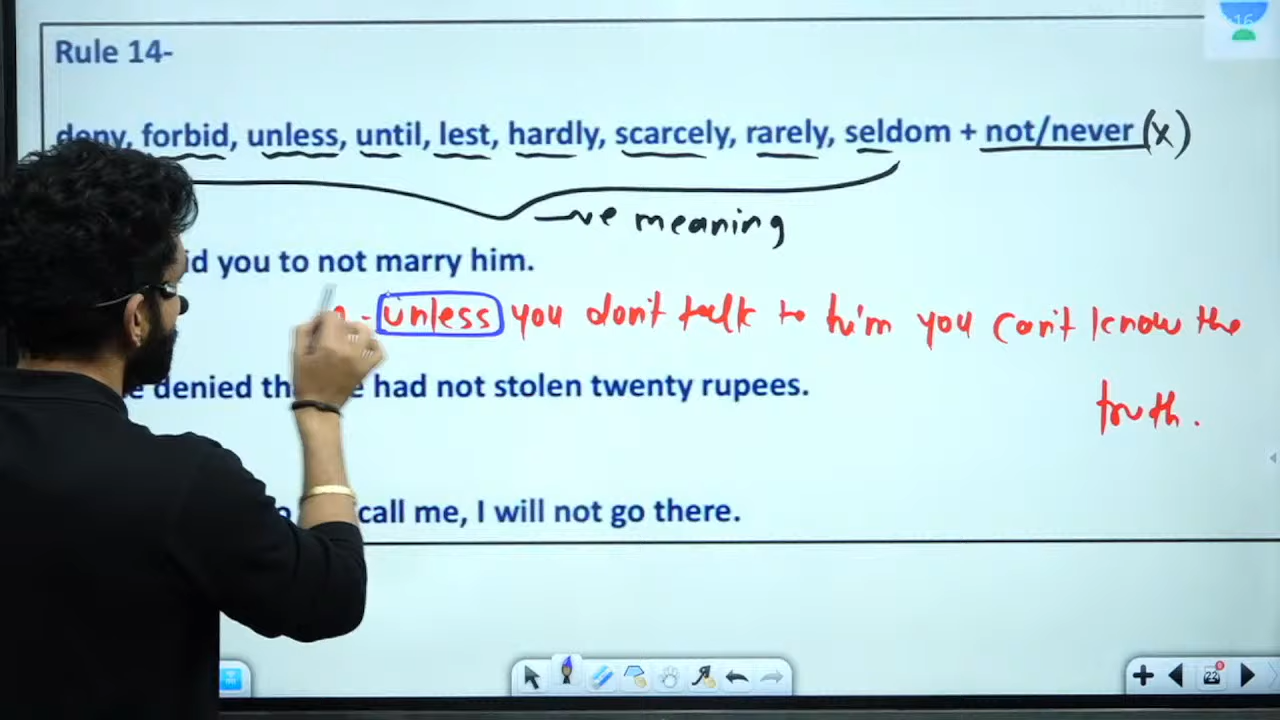 Rule 14-
deny, forbid, unless, until, lest, hardly, scarcely, rarely, seldom + not/never (x)
-ve meaning
id you to not marry him.
unless you don't talk to him you can't know the
denied had not stolen twenty rupees.
truth.
call me, I will not go there.
22